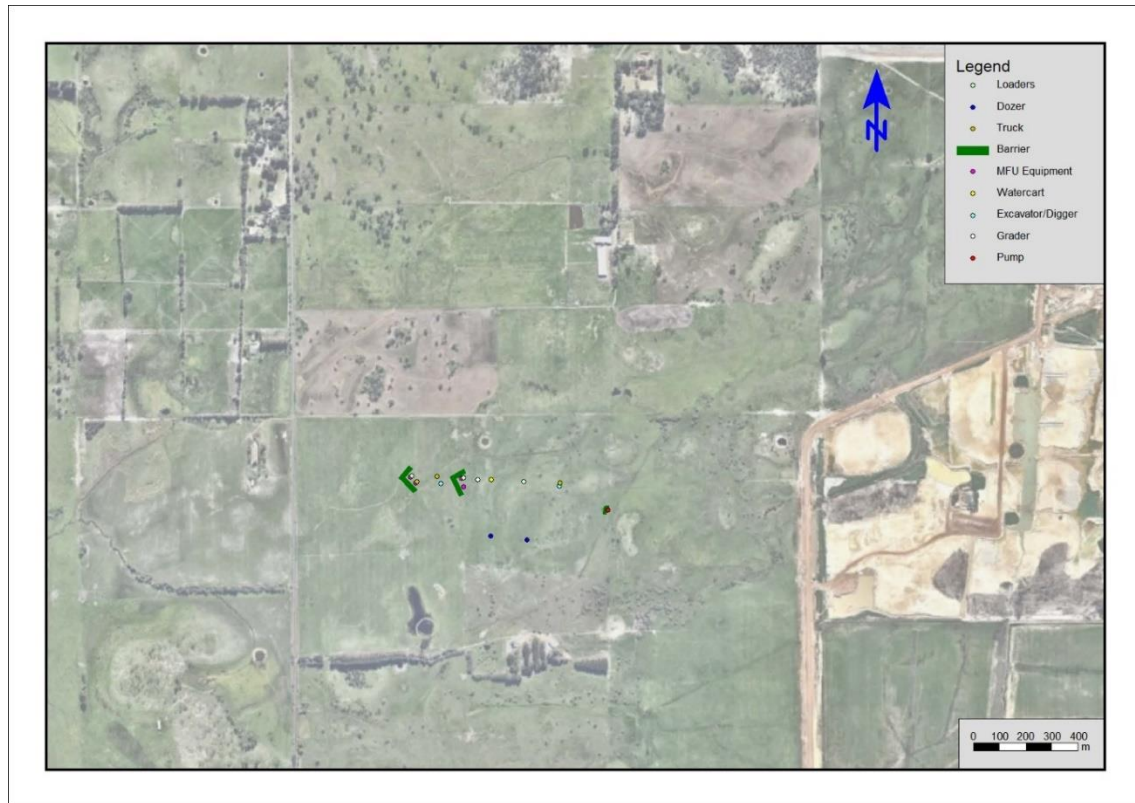 Legend
Loaders
Dozer
Truck
Barrier
MFU Equipment
Watercart
Excavator/Digger
Grader
Pump
N
0 100 200 300 400
m